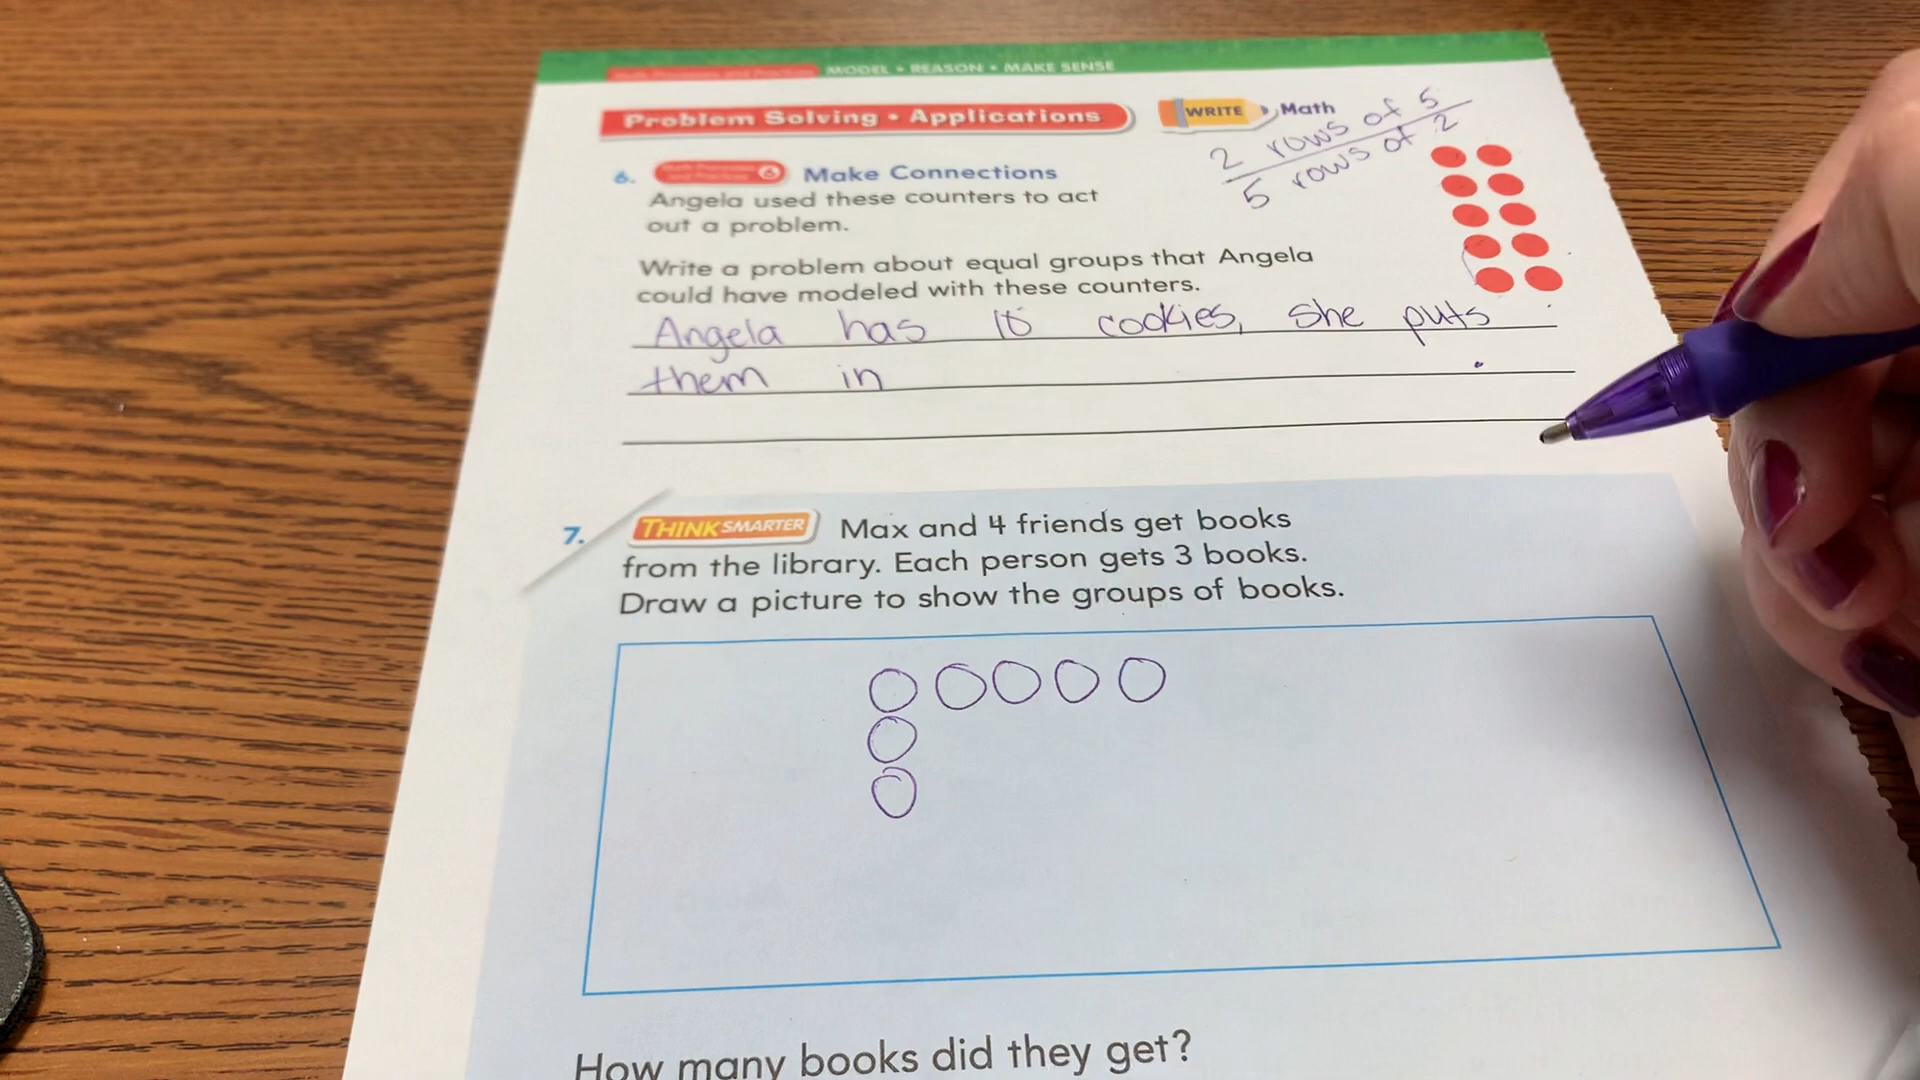 MODEL • REASON • MAKE SENSE
Problem Solving • Applications
WRITE Math
2 rows of 5
5 rows of 2
6. Make Connections
Angela used these counters to act
out a problem.
Write a problem about equal groups that Angela
could have modeled with these counters.
Angela has 10 cookies, she puts
them in
7. THINK SMARTER Max and 4 friends get books
from the library. Each person gets 3 books.
Draw a picture to show the groups of books.
How many books did they get?